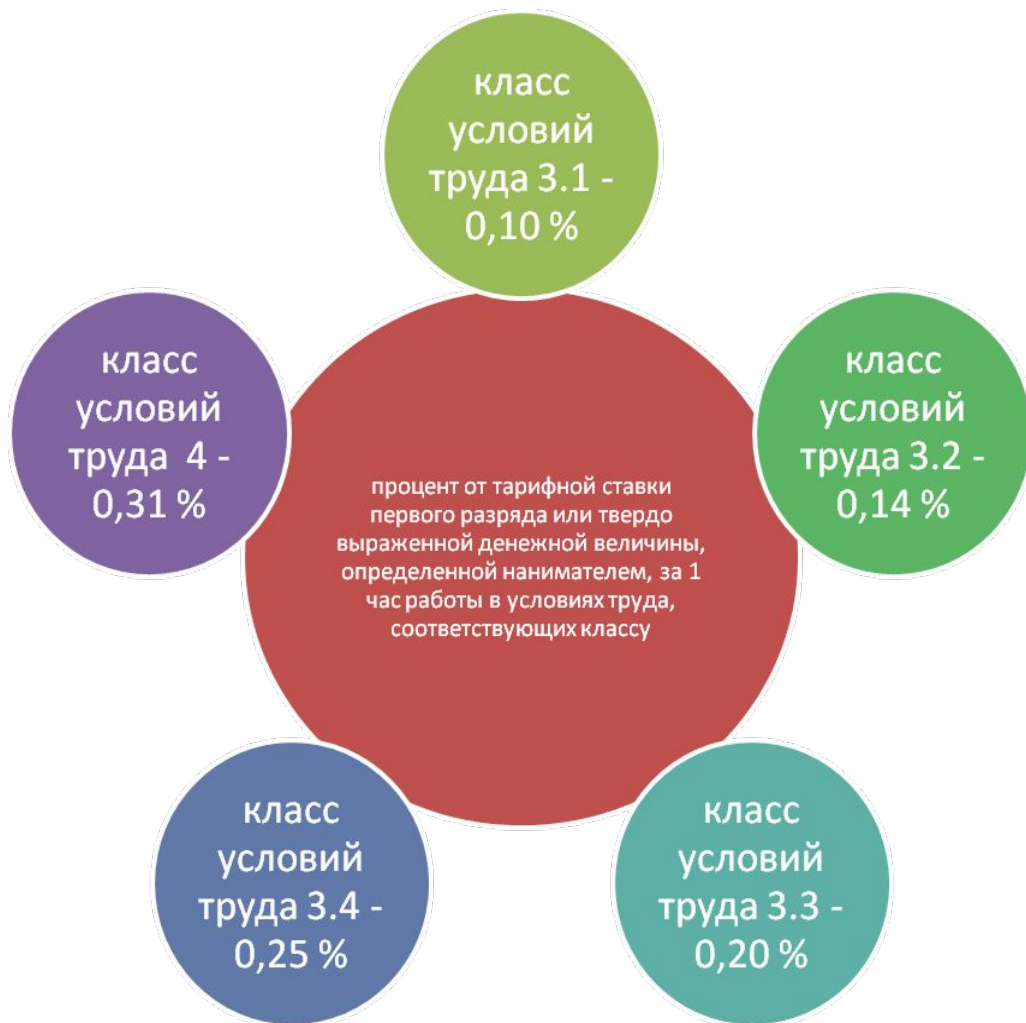 класс
условий
труда 3.1 -
0,10 %
класс
условий
труда 4 -
0,31 %
класс
условий
труда 3.2 -
0,14 %
процент от тарифной ставки
первого разряда или твердо
выраженной денежной величины,
определенной нанимателем, за 1
час работы в условиях труда,
соответствующих классу
класс
условий
труда 3.4 -
0,25 %
класс
условий
труда 3.3 -
0,20 %